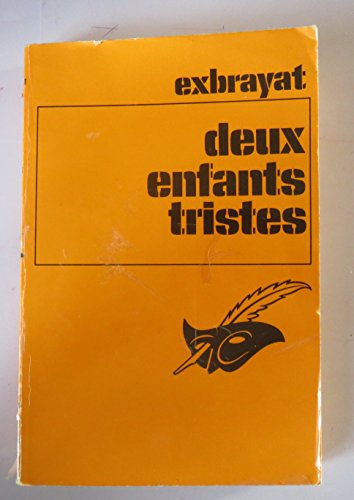 exbrayat
deux
enfants
tristes